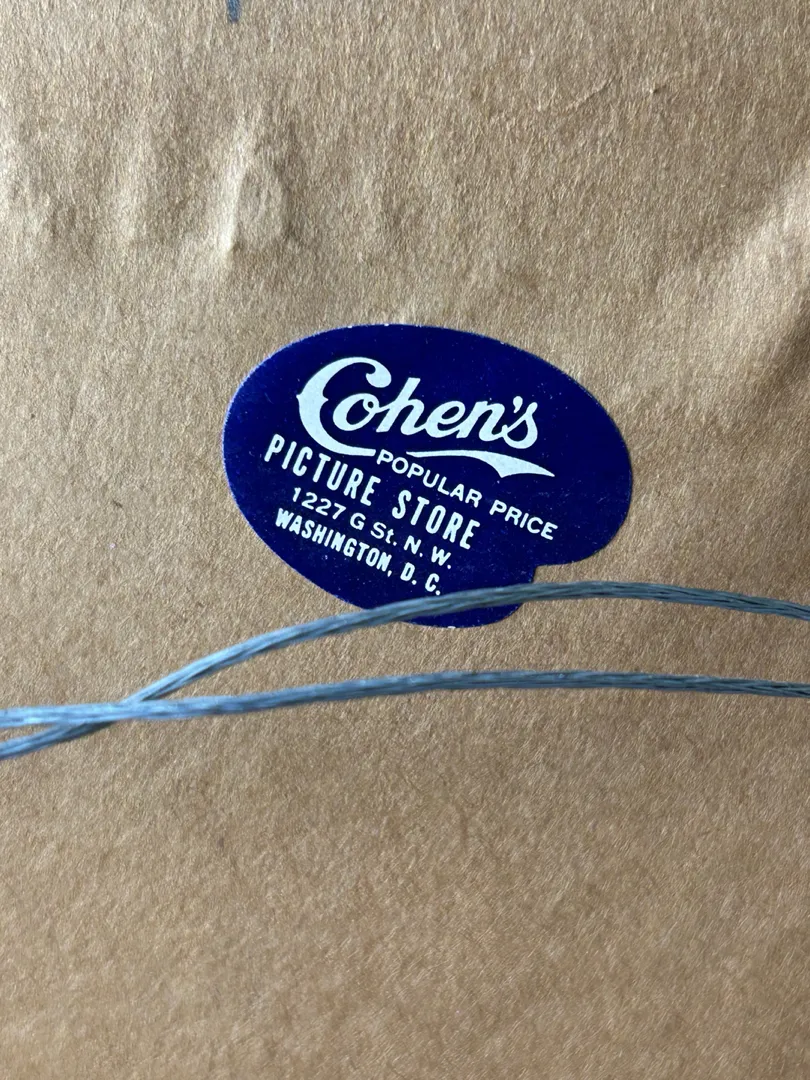 Cohen's
POPULAR PRICE
PICTURE STORE
1227 G St. N. W.
WASHINGTON, D. C.